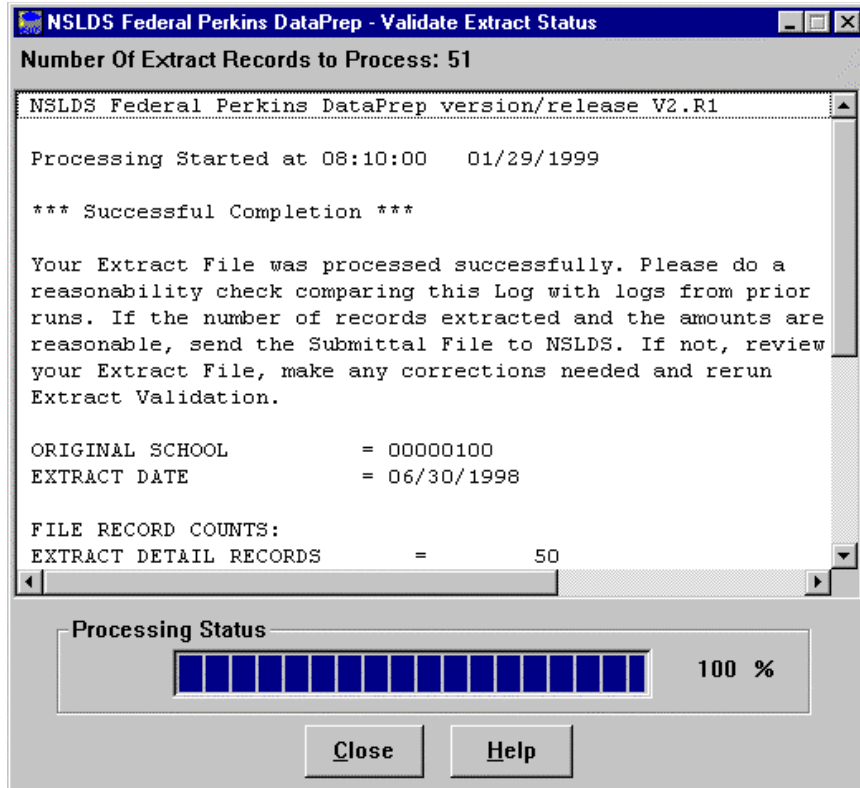 NSLDS Federal Perkins DataPrep - Validate Extract Status
Number Of Extract Records to Process: 51
NSLDS Federal Perkins DataPrep version/release V2.R1
Processing Started at 08:10:00 01/29/1999
*** Successful Completion ***
Your Extract File was processed successfully. Please do a
reasonability check comparing this Log with logs from prior
runs. If the number of records extracted and the amounts are
reasonable, send the Submittal File to NSLDS. If not, review
your Extract File, make any corrections needed and rerun
Extract Validation.
ORIGINAL SCHOOL = 00000100
EXTRACT DATE = 06/30/1998
FILE RECORD COUNTS:
EXTRACT DETAIL RECORDS = 50
Processing Status
100 %
Close Help